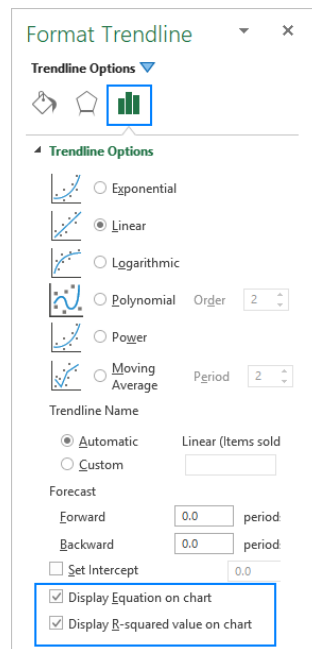 Format Trendline
Trendline Options
Trendline Options
Exponential
Linear
Logarithmic
Polynomial Order 2
Power
Moving
Average Period 2
Trendline Name
Automatic Linear (Items sold
Custom
Forecast
Forward 0.0 period
Backward 0.0 period
Set Intercept 0.0
Display Equation on chart
Display R-squared value on chart